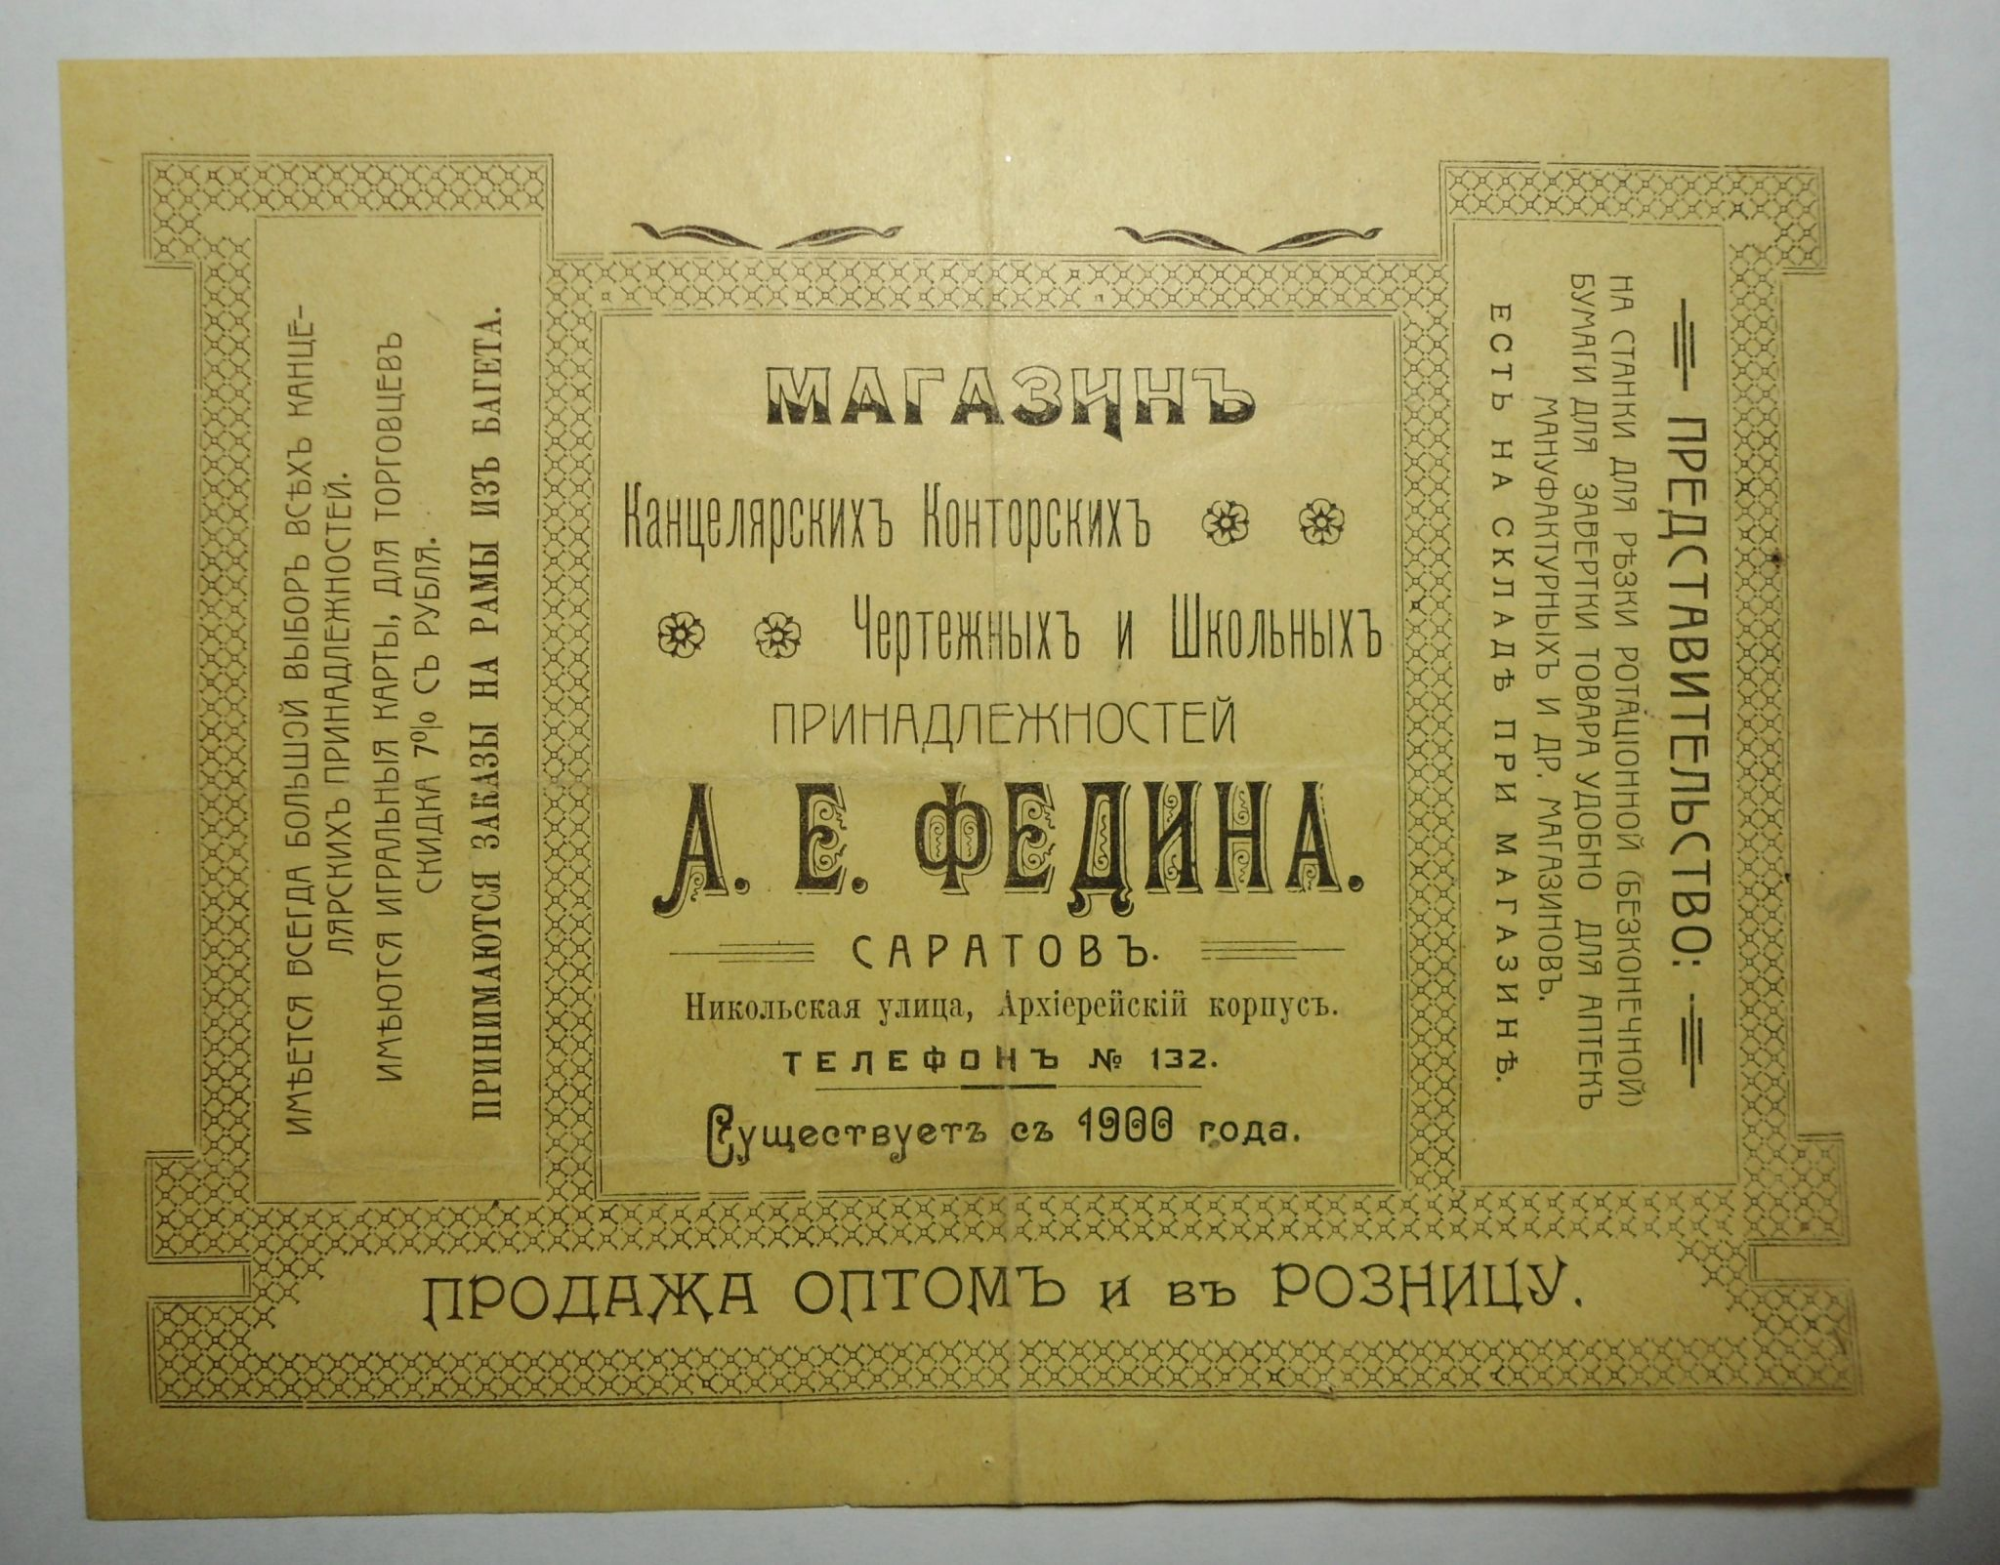 ИМѢЕТСЯ ВСЕГДА БОЛЬШОЙ ВЫБОРЪ ВСѢХЪ КАНЦЕ-
ЛЯРСКИХЪ ПРИНАДЛЕЖНОСТЕЙ.
ИМѢЮТСЯ ИГРАЛЬНЫЯ КАРТЫ, ДЛЯ ТОРГОВЦЕВЪ
СКИДКА 7% СЪ РУБЛЯ.
ПРИНИМАЮТСЯ ЗАКАЗЫ НА РАМЫ ИЗЪ БАГЕТА.
МАГАЗИНЪ
Канцелярскихъ Конторскихъ
Чертежныхъ и Школьныхъ
ПРИНАДЛЕЖНОСТЕЙ
А. Е. ФЕДИНА.
САРАТОВЪ.
Никольская улица, Архіерейскій корпусъ.
ТЕЛЕФОНЪ № 132.
Существуетъ съ 1900 года.
ПРЕДСТАВИТЕЛЬСТВО:
НА СТАНКИ ДЛЯ РѢЗКИ РОТАЦІОННОЙ (БЕЗКОНЕЧНОЙ)
БУМАГИ ДЛЯ ЗАВЕРТКИ ТОВАРА УДОБНО ДЛЯ АПТЕКЪ
МАНУФАКТУРНЫХЪ И ДР. МАГАЗИНОВЪ.
ЕСТЬ НА СКЛАДѢ ПРИ МАГАЗИНѢ.
ПРОДАЖА ОПТОМЪ и въ РОЗНИЦУ.